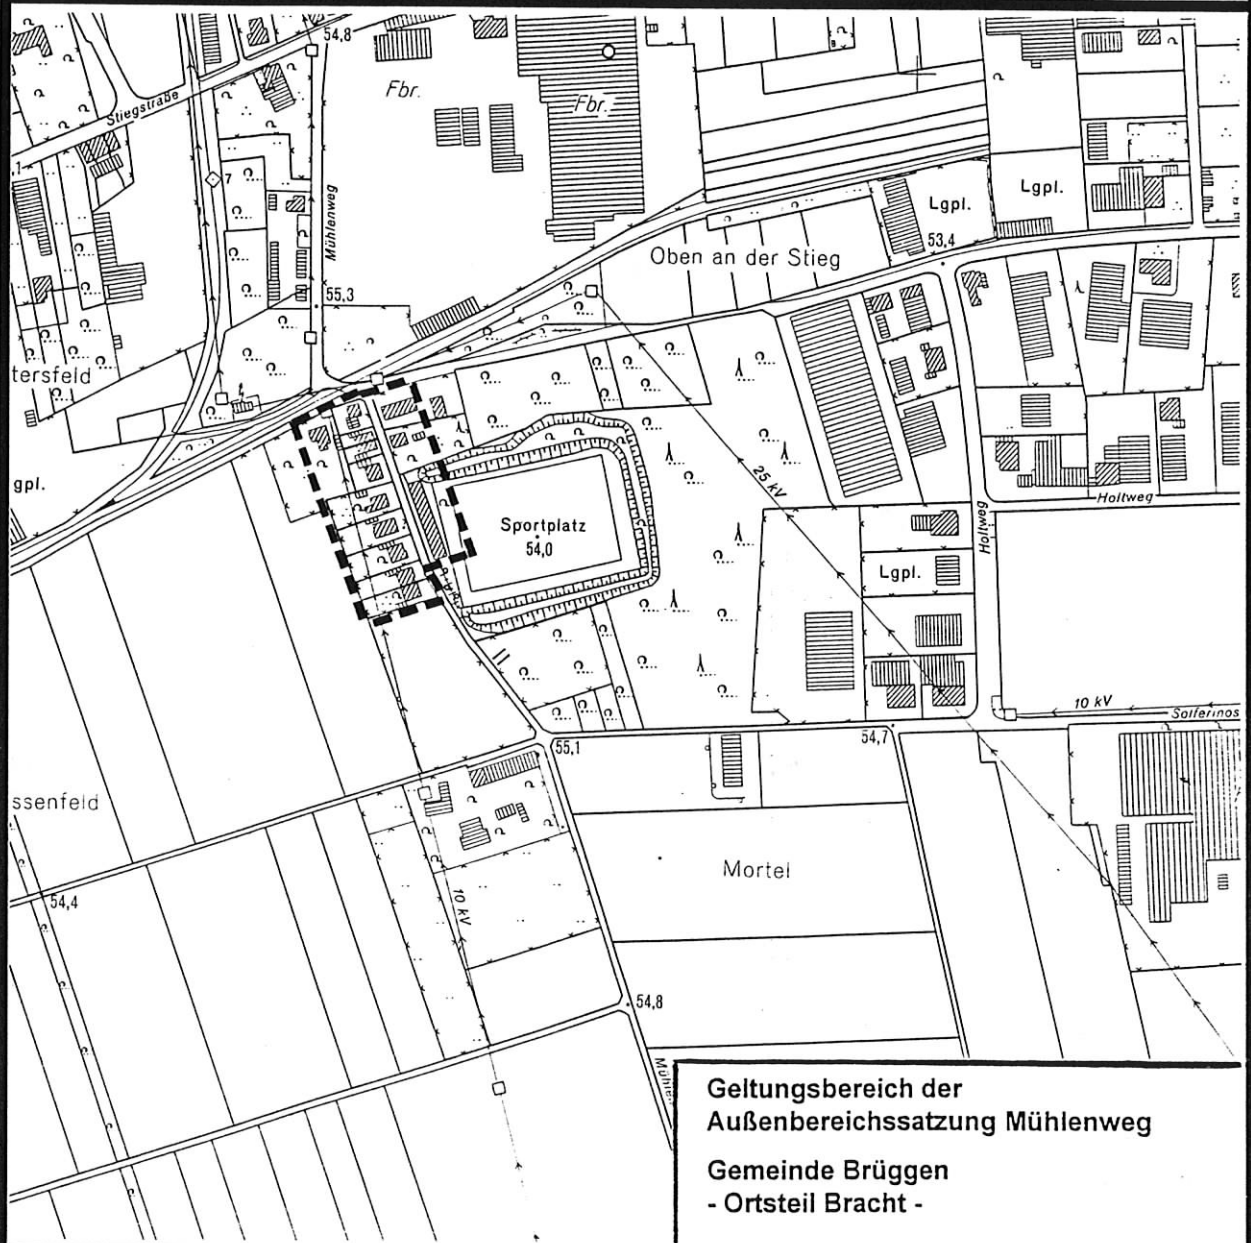 54,8
Fbr.
Fbr.
Stiegstraße
7
Mühlenweg
Lgpl.
Lgpl.
53,4
Oben an der Stieg
55,3
tersfeld
gpl.
25 kV
Holtweg
Holtweg
Sportplatz
54,0
Lgpl.
10 kV
Solferinos
55,1
54,7
ssenfeld
Mortel
54,4
10 kV
54,8
Mühlen
Geltungsbereich der
Außenbereichssatzung Mühlenweg
Gemeinde Brüggen
- Ortsteil Bracht -